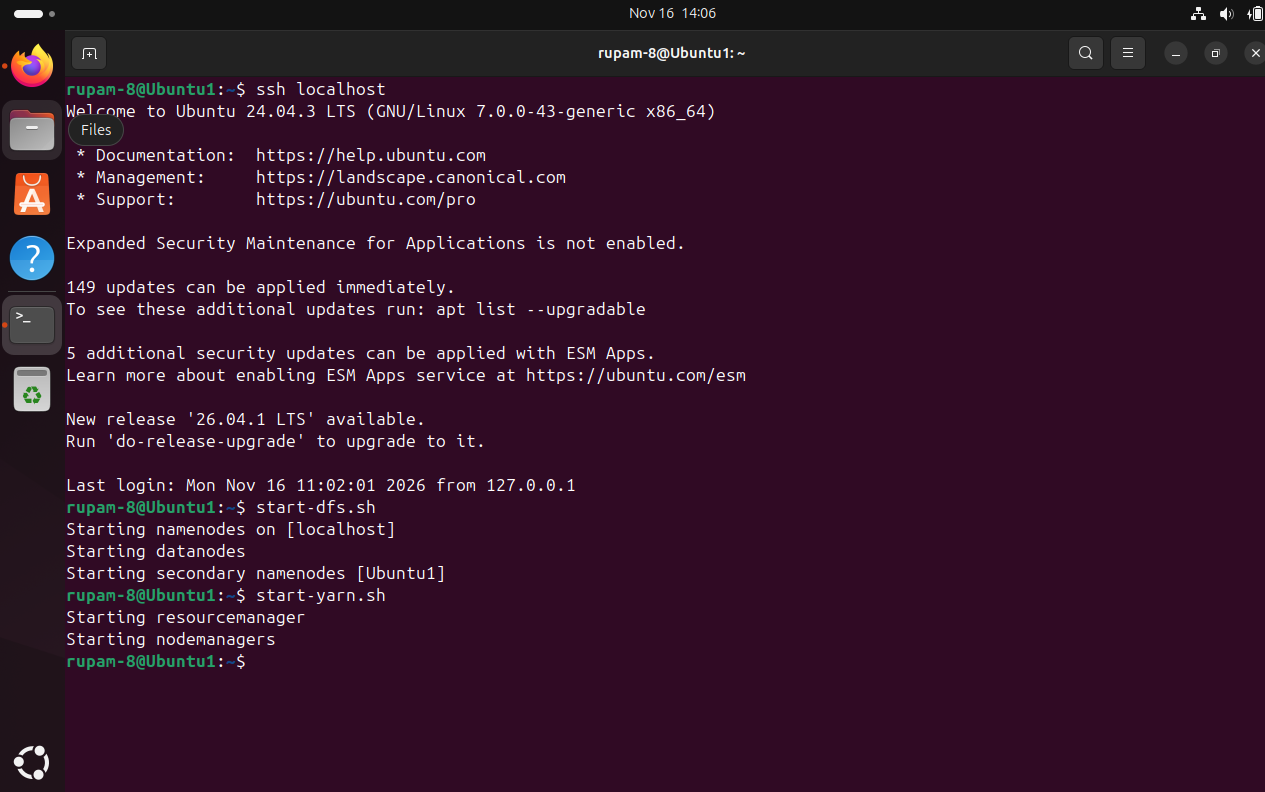 Nov 16 14:06
rupam-8@Ubuntu1: ~
rupam-8@Ubuntu1:~$ ssh localhost
Welcome to Ubuntu 24.04.3 LTS (GNU/Linux 7.0.0-43-generic x86_64)
Files
* Documentation: https://help.ubuntu.com
* Management: https://landscape.canonical.com
* Support: https://ubuntu.com/pro
Expanded Security Maintenance for Applications is not enabled.
149 updates can be applied immediately.
To see these additional updates run: apt list --upgradable
5 additional security updates can be applied with ESM Apps.
Learn more about enabling ESM Apps service at https://ubuntu.com/esm
New release '26.04.1 LTS' available.
Run 'do-release-upgrade' to upgrade to it.
Last login: Mon Nov 16 11:02:01 2026 from 127.0.0.1
rupam-8@Ubuntu1:~$ start-dfs.sh
Starting namenodes on [localhost]
Starting datanodes
Starting secondary namenodes [Ubuntu1]
rupam-8@Ubuntu1:~$ start-yarn.sh
Starting resourcemanager
Starting nodemanagers
rupam-8@Ubuntu1:~$